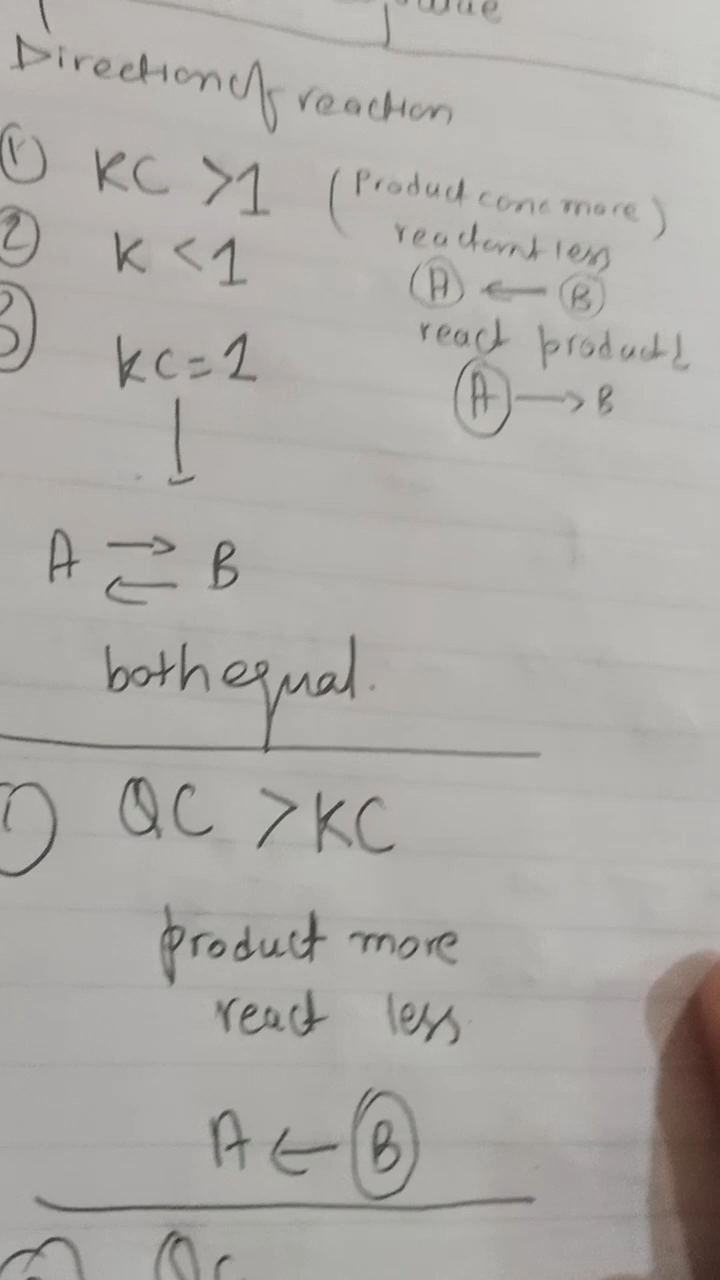 Direction of reaction
① KC >1 (Product conc more)
reactant less
② K <1
Ⓐ ← Ⓑ
react product↓
③ KC=1
Ⓐ → B
↓
A ⇄ B
both equal.
1) QC >KC
product more
react less
A ← Ⓑ
Qc